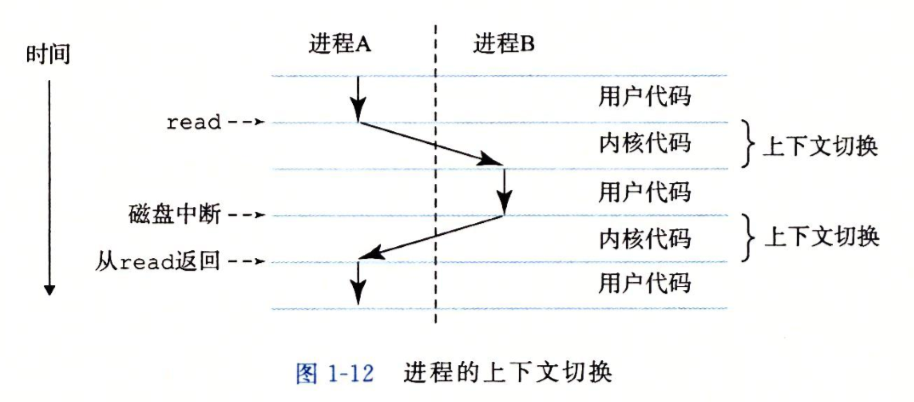 进程A
进程B
时间
用户代码
read
内核代码
上下文切换
用户代码
磁盘中断
内核代码
上下文切换
从read返回
用户代码
图 1-12 进程的上下文切换